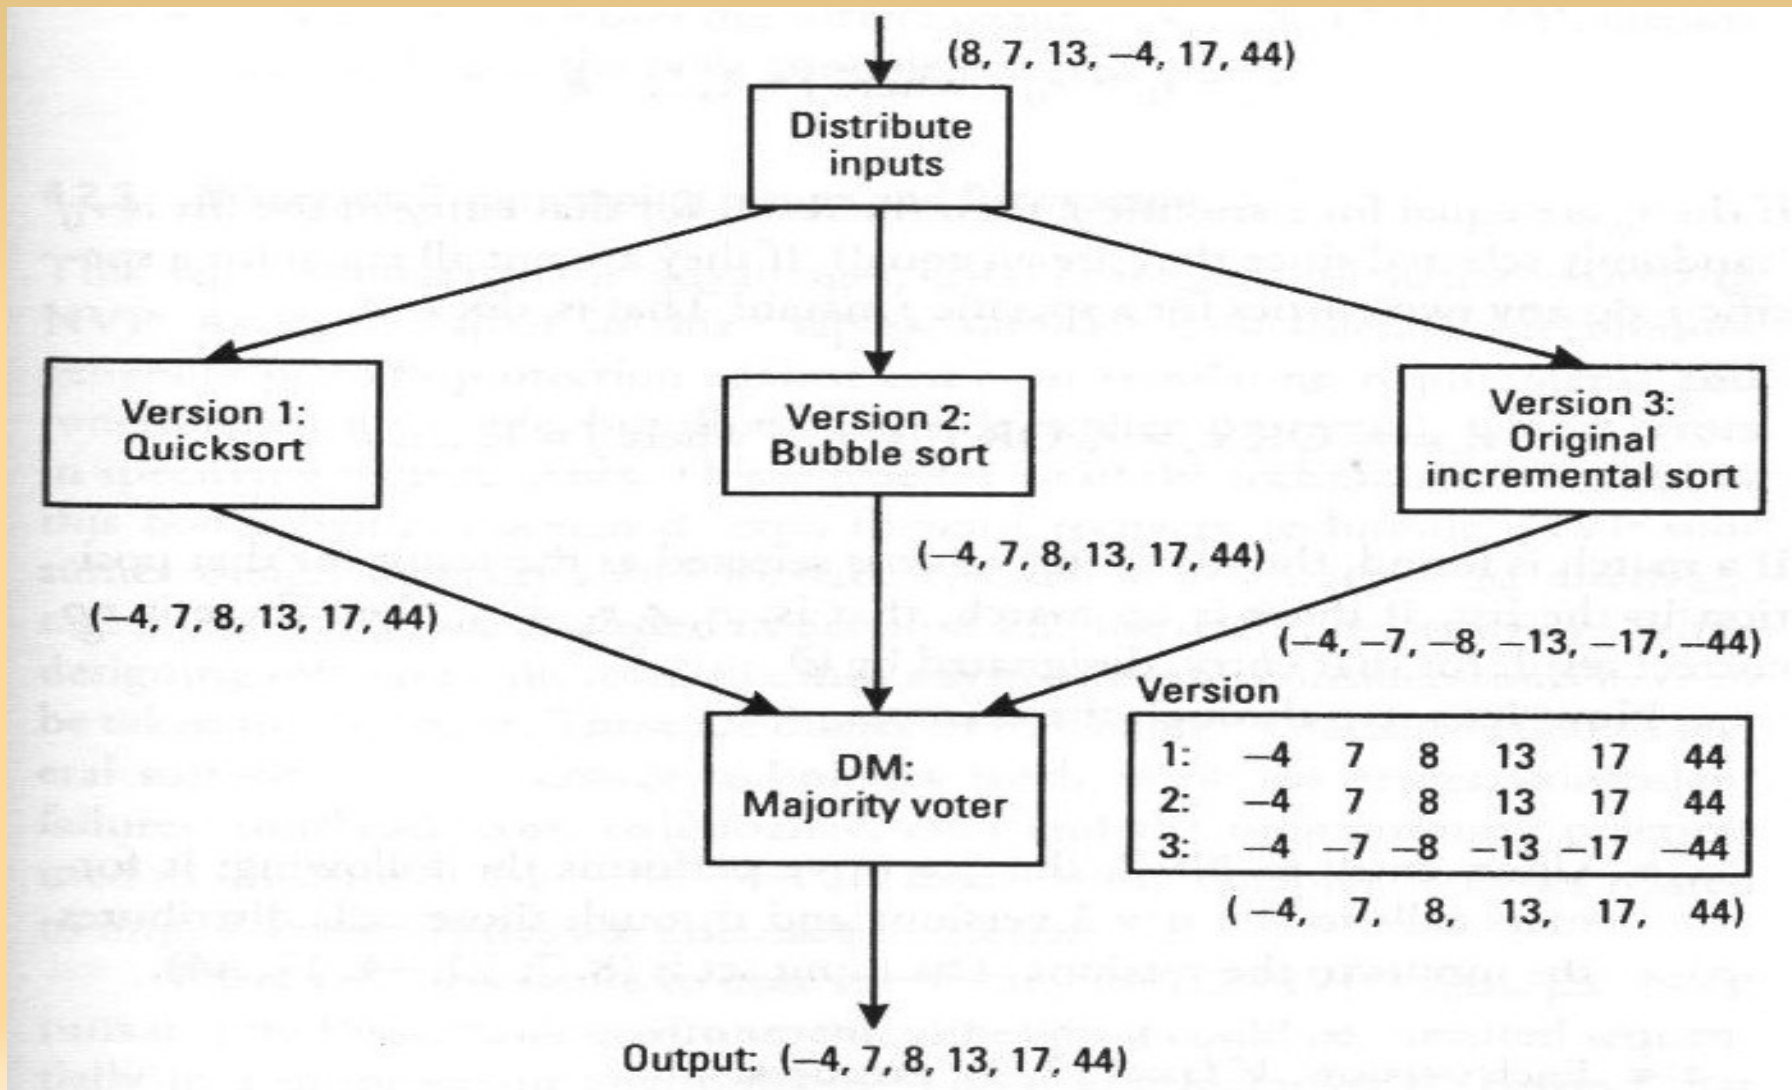 (8, 7, 13, –4, 17, 44)
Distribute
inputs
Version 1:
Quicksort
Version 2:
Bubble sort
Version 3:
Original
incremental sort
(–4, 7, 8, 13, 17, 44)
(–4, 7, 8, 13, 17, 44)
(–4, –7, –8, –13, –17, –44)
DM:
Majority voter
Version
1: –4 7 8 13 17 44
2: –4 7 8 13 17 44
3: –4 –7 –8 –13 –17 –44
( –4, 7, 8, 13, 17, 44)
Output: (–4, 7, 8, 13, 17, 44)